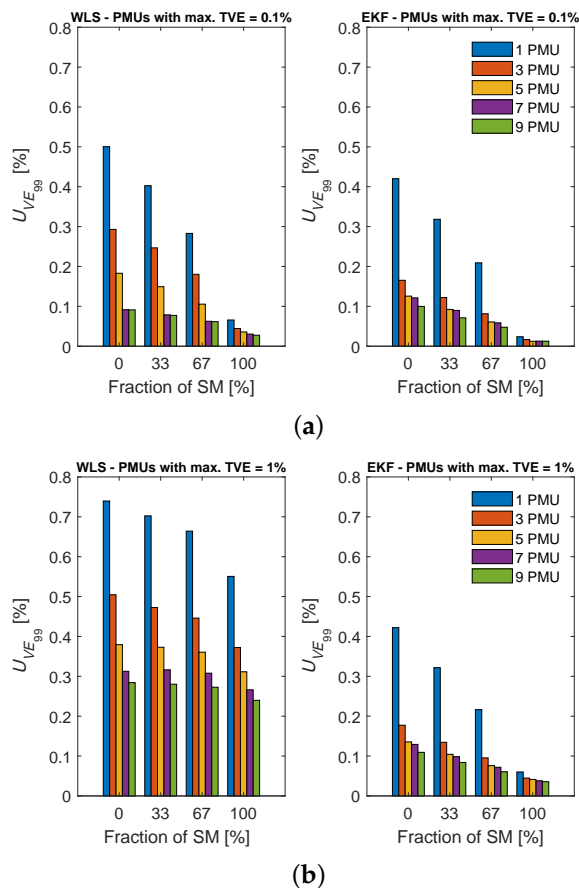 WLS - PMUs with max. TVE = 0.1%
EKF - PMUs with max. TVE = 0.1%
0.8
0.7
0.6
0.5
0.4
0.3
0.2
0.1
0
U_VE_99 [%]
0 33 67 100
Fraction of SM [%]
0.8
0.7
0.6
0.5
0.4
0.3
0.2
0.1
0
U_VE_99 [%]
1 PMU
3 PMU
5 PMU
7 PMU
9 PMU
0 33 67 100
Fraction of SM [%]
(a)
WLS - PMUs with max. TVE = 1%
EKF - PMUs with max. TVE = 1%
0.8
0.7
0.6
0.5
0.4
0.3
0.2
0.1
0
U_VE_99 [%]
0 33 67 100
Fraction of SM [%]
0.8
0.7
0.6
0.5
0.4
0.3
0.2
0.1
0
U_VE_99 [%]
1 PMU
3 PMU
5 PMU
7 PMU
9 PMU
0 33 67 100
Fraction of SM [%]
(b)